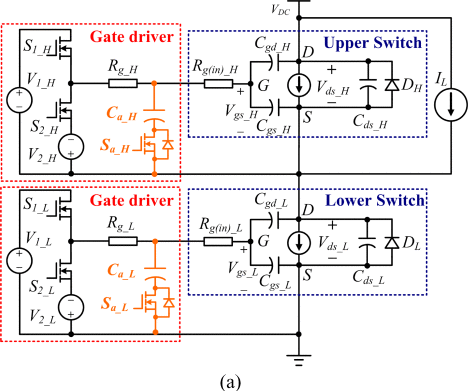 V_DC
Gate driver
Upper Switch
S_1_H
R_g_H
R_g(in)_H
C_gd_H
D
V_1_H
C_a_H
G
V_ds_H
D_H
I_L
S_2_H
S_a_H
V_gs_H
C_gs_H
S
C_ds_H
V_2_H
Gate driver
Lower Switch
S_1_L
R_g_L
R_g(in)_L
C_gd_L
D
V_1_L
C_a_L
G
V_ds_L
D_L
S_2_L
S_a_L
V_gs_L
C_gs_L
S
C_ds_L
V_2_L
(a)